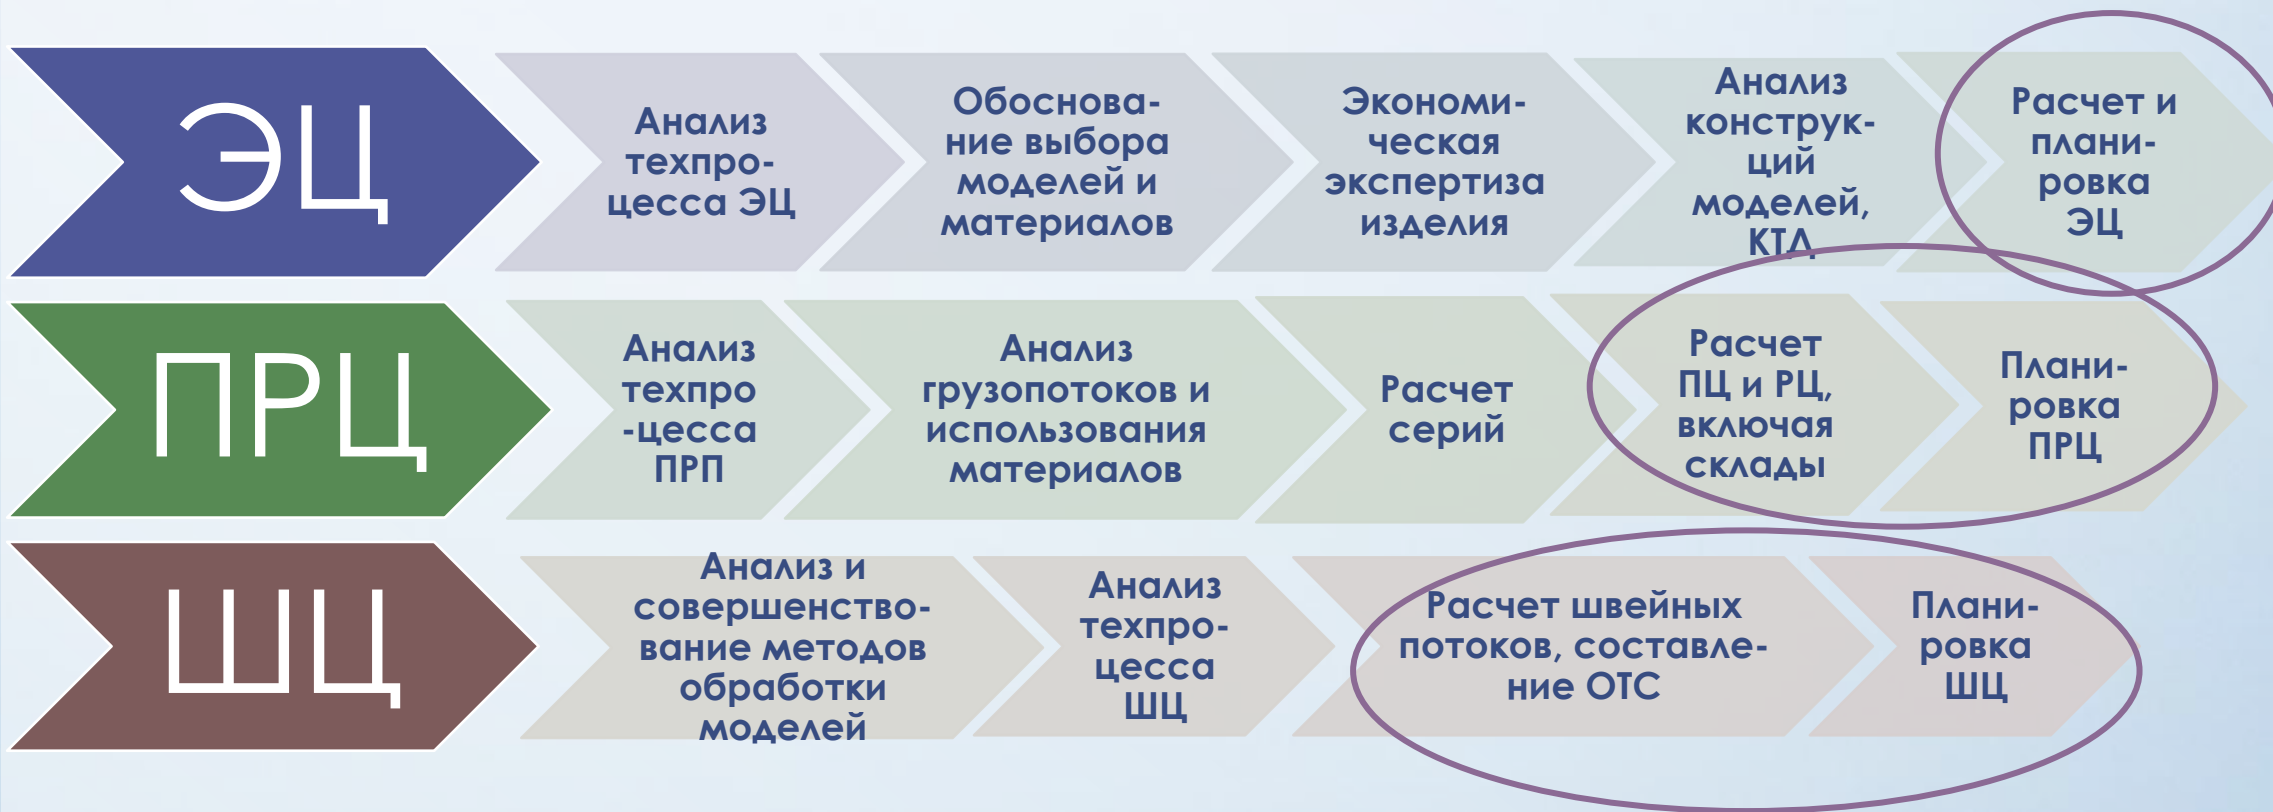 ЭЦ
Анализ
техпро-
цесса ЭЦ
Обоснова-
ние выбора
моделей и
материалов
Экономи-
ческая
экспертиза
изделия
Анализ
конструк-
ций
моделей,
КТД
Расчет и
плани-
ровка
ЭЦ
ПРЦ
Анализ
техпро
-цесса
ПРП
Анализ
грузопотоков и
использования
материалов
Расчет
серий
Расчет
ПЦ и РЦ,
включая
склады
Плани-
ровка
ПРЦ
ШЦ
Анализ и
совершенство-
вание методов
обработки
моделей
Анализ
техпро-
цесса
ШЦ
Расчет швейных
потоков, составле-
ние ОТС
Плани-
ровка
ШЦ